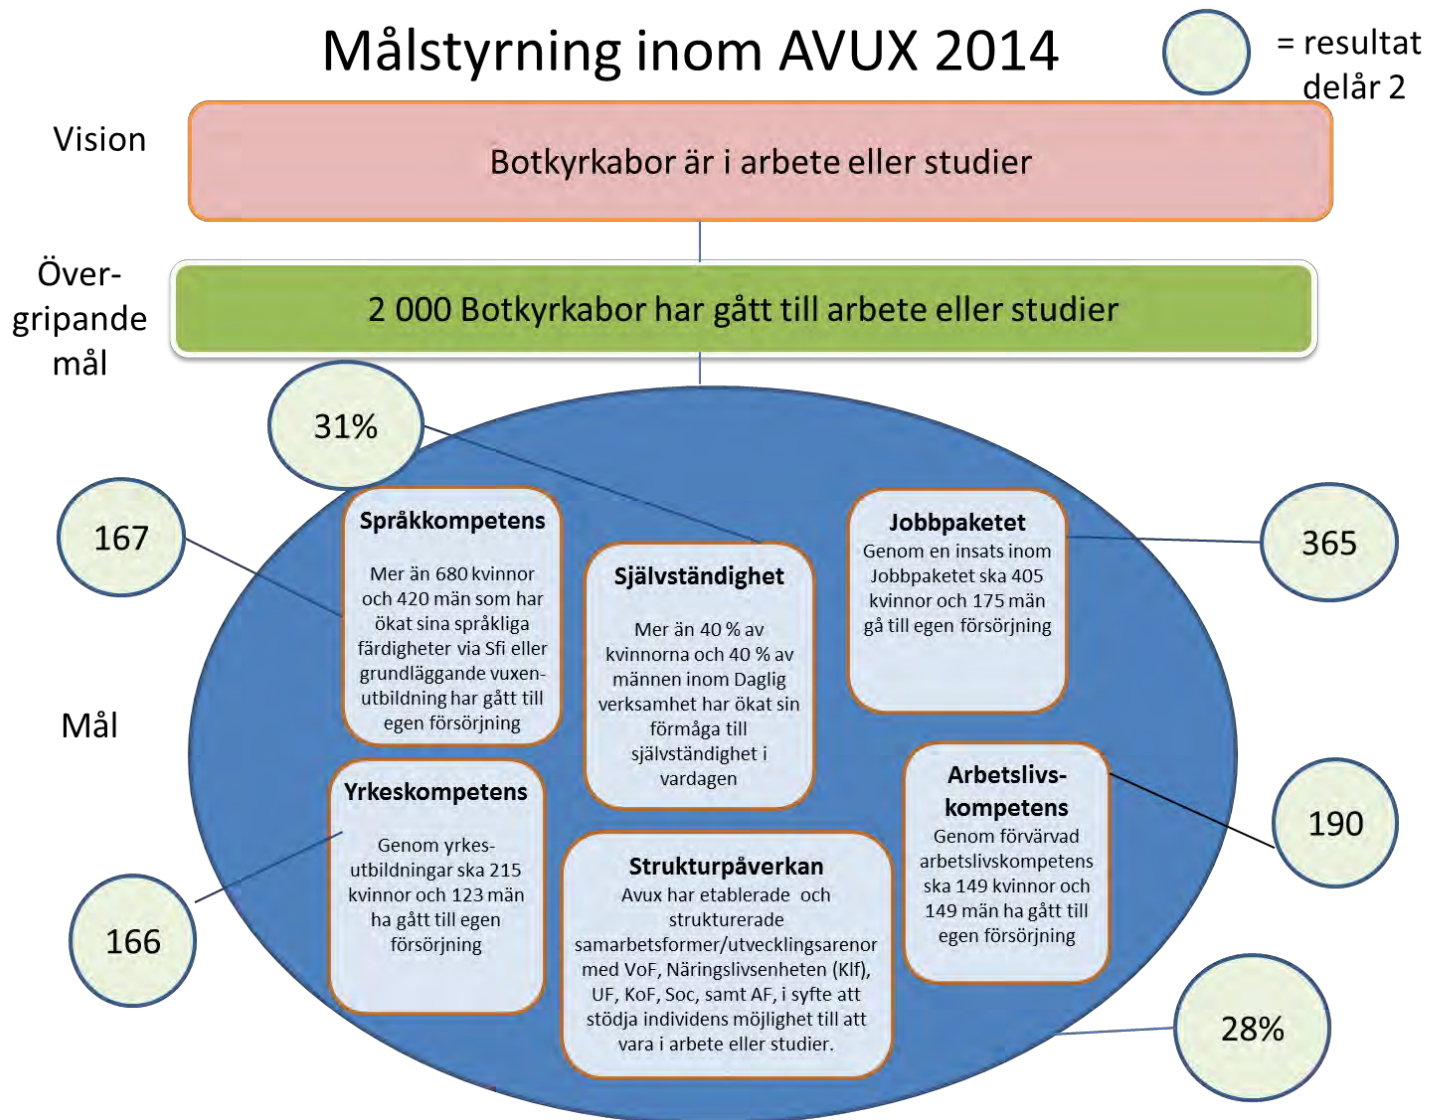 Målstyrning inom AVUX 2014
= resultat
delår 2
Vision
Botkyrkabor är i arbete eller studier
Över-
gripande
mål
2 000 Botkyrkabor har gått till arbete eller studier
31%
167
Språkkompetens
Mer än 680 kvinnor
och 420 män som har
ökat sina språkliga
färdigheter via Sfi eller
grundläggande vuxen-
utbildning har gått till
egen försörjning
Självständighet
Mer än 40 % av
kvinnorna och 40 % av
männen inom Daglig
verksamhet har ökat sin
förmåga till
självständighet i
vardagen
Jobbpaketet
Genom en insats inom
Jobbpaketet ska 405
kvinnor och 175 män
gå till egen försörjning
365
Mål
Yrkeskompetens
Genom yrkes-
utbildningar ska 215
kvinnor och 123 män
ha gått till egen
försörjning
166
Strukturpåverkan
Avux har etablerade och
strukturerade
samarbetsformer/utvecklingsarenor
med VoF, Näringslivsenheten (Klf),
UF, KoF, Soc, samt AF, i syfte att
stödja individens möjlighet till att
vara i arbete eller studier.
Arbetslivs-
kompetens
Genom förvärvad
arbetslivskompetens
ska 149 kvinnor och
149 män ha gått till
egen försörjning
190
28%